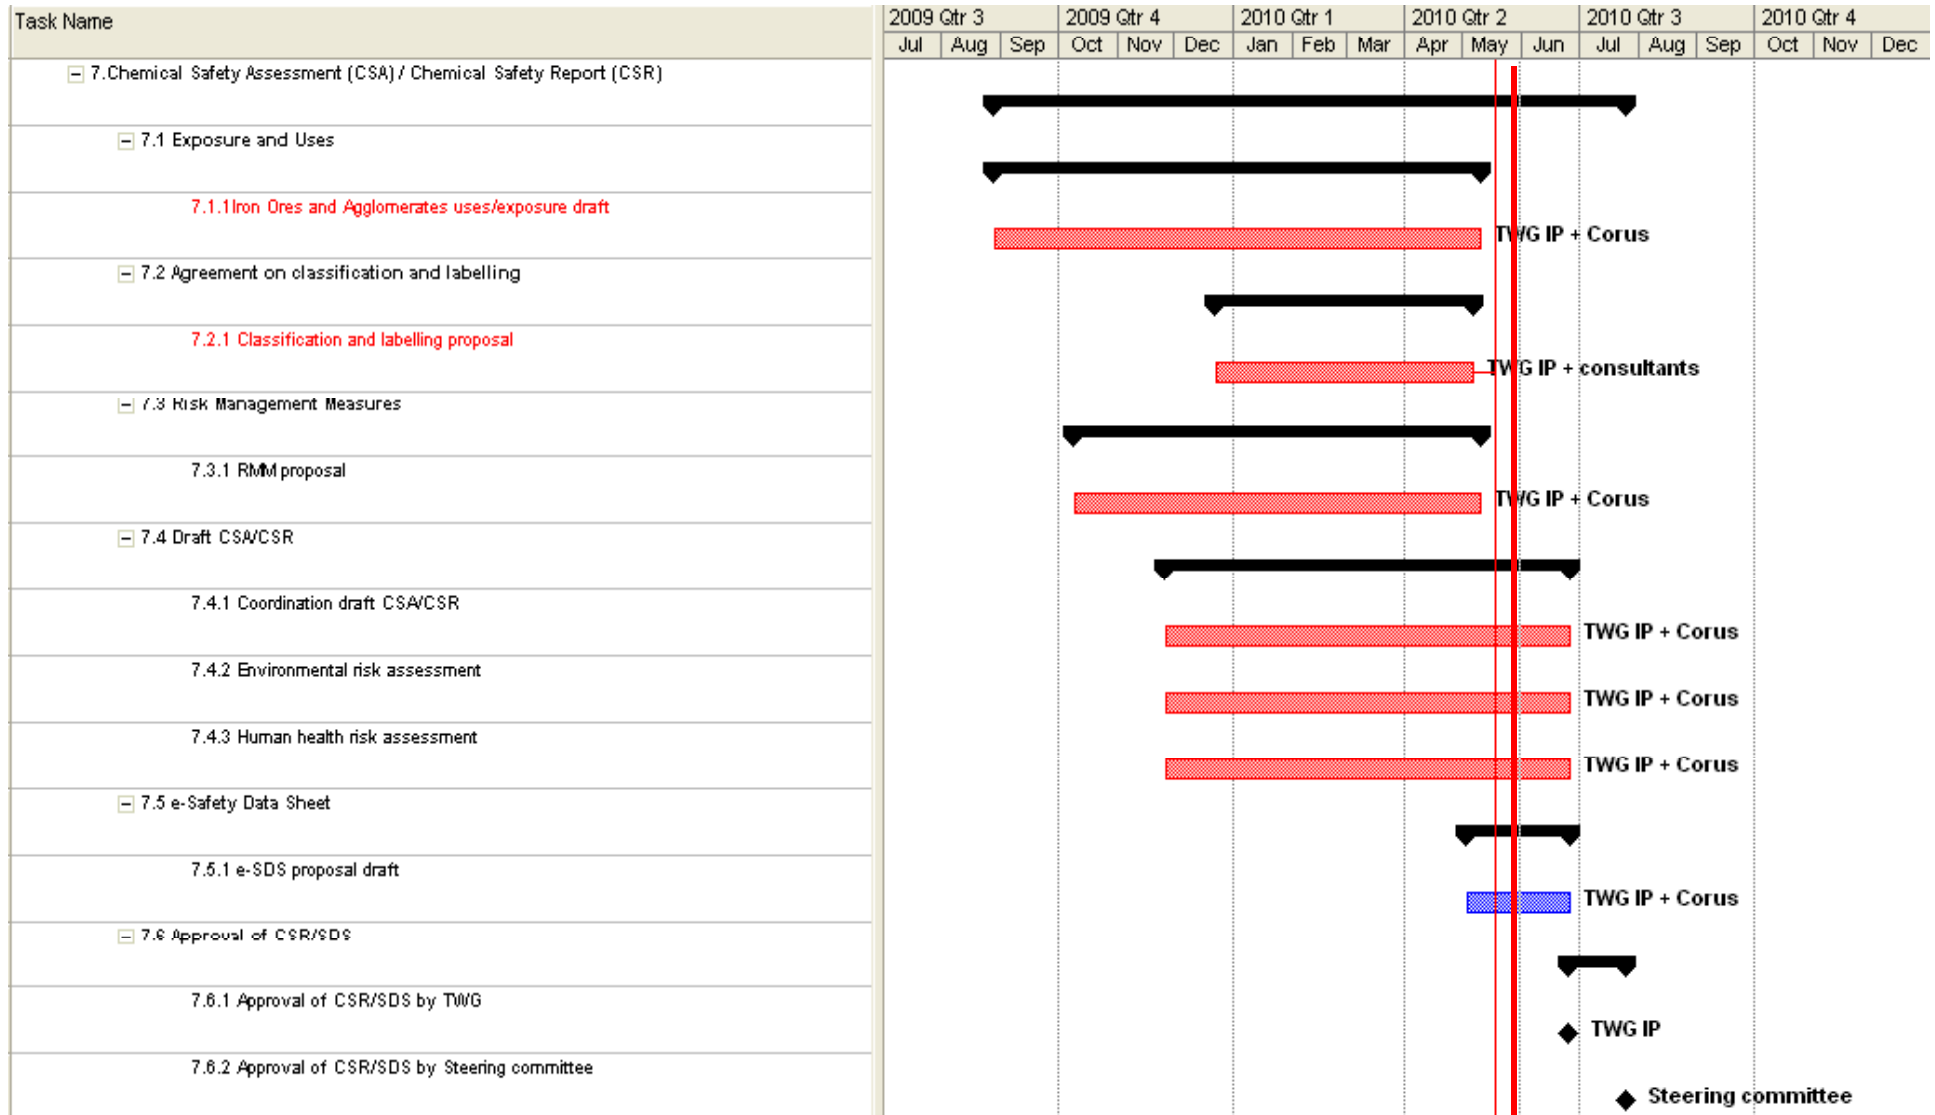 Task Name
2009 Qtr 3 2009 Qtr 4 2010 Qtr 1 2010 Qtr 2 2010 Qtr 3 2010 Qtr 4
Jul Aug Sep Oct Nov Dec Jan Feb Mar Apr May Jun Jul Aug Sep Oct Nov Dec
7.Chemical Safety Assessment (CSA) / Chemical Safety Report (CSR)
7.1 Exposure and Uses
7.1.1Iron Ores and Agglomerates uses/exposure draft
TWG IP + Corus
7.2 Agreement on classification and labelling
7.2.1 Classification and labelling proposal
TWG IP + consultants
7.3 Risk Management Measures
7.3.1 RMM proposal
TWG IP + Corus
7.4 Draft CSA/CSR
7.4.1 Coordination draft CSA/CSR
TWG IP + Corus
7.4.2 Environmental risk assessment
TWG IP + Corus
7.4.3 Human health risk assessment
TWG IP + Corus
7.5 e-Safety Data Sheet
7.5.1 e-SDS proposal draft
TWG IP + Corus
7.6 Approval of CSR/SDS
7.6.1 Approval of CSR/SDS by TWG
TWG IP
7.6.2 Approval of CSR/SDS by Steering committee
Steering committee